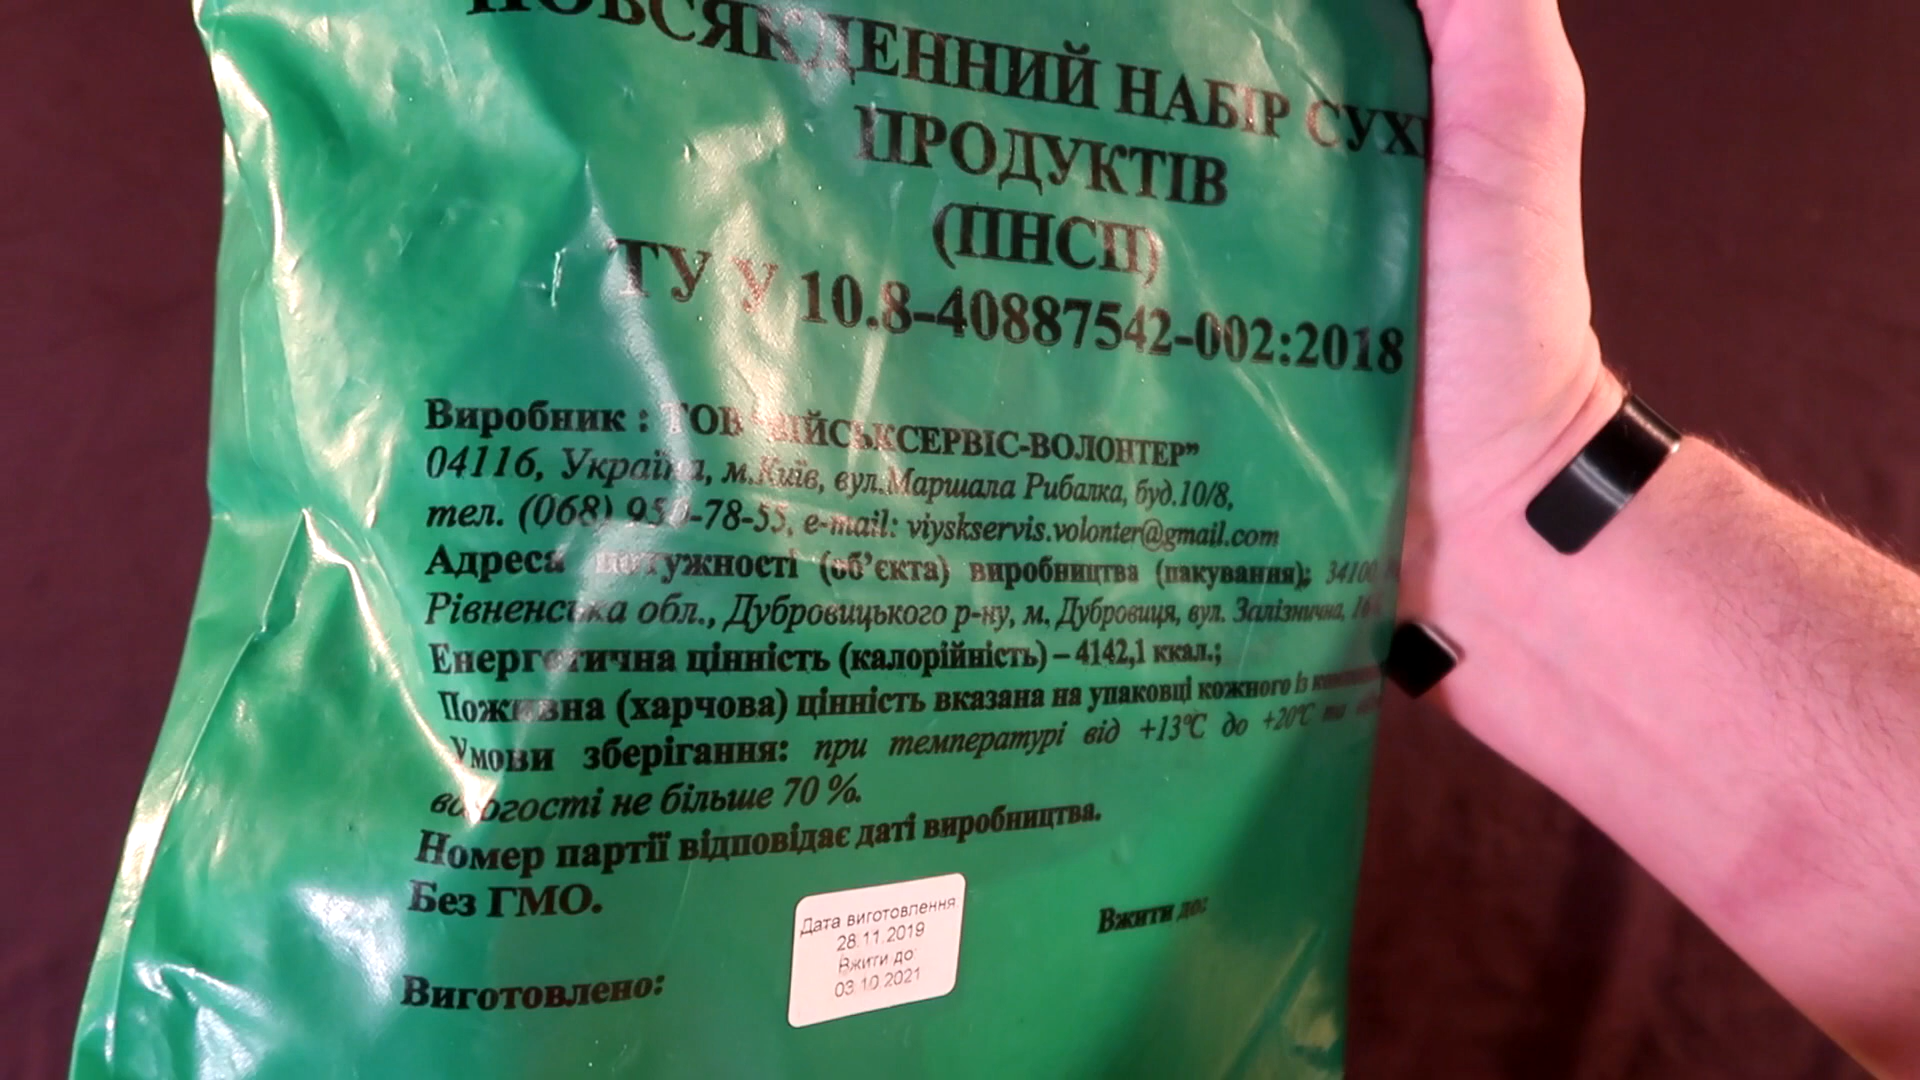 ПОВСЯКДЕННИЙ НАБІР СУХ
ПРОДУКТІВ
(ПНСП)
ТУ У 10.8-40887542-002:2018
Виробник : ТОВ "ВІЙСЬКСЕРВІС-ВОЛОНТЕР”
04116, Україна, м.Київ, вул.Маршала Рибалка, буд.10/8,
тел. (068) -78-55, e-mail: viyskservis.volonter@gmail.com
Адреса потужності (об’єкта) виробництва (пакування); 34100
Рівненська обл., Дубровицького р-ну, м, Дубровиця, вул. Залізнична,
Енергетична цінність (калорійність) – 4142,1 ккал.;
Поживна (харчова) цінність вказана на упаковці кожного із
Умови зберігання: при температурі від +13°С до +20°С та
вологості не більше 70 %.
Номер партії відповідає даті виробництва.
Без ГМО.
Дата виготовлення
28.11.2019
Вжити до:
03.10.2021
Вжити до:
Виготовлено: